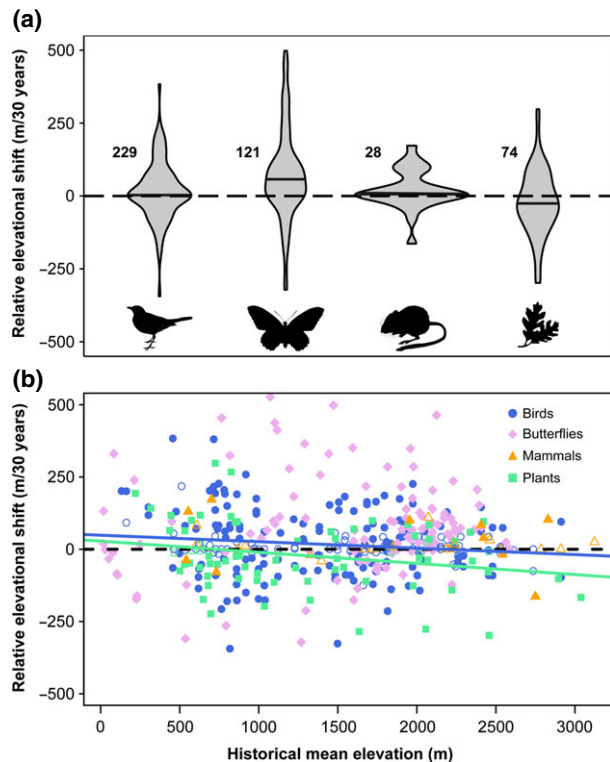 (a)
Relative elevational shift (m/30 years)
500
250
0
−250
−500
229
121
28
74
(b)
Relative elevational shift (m/30 years)
500
250
0
−250
−500
Birds
Butterflies
Mammals
Plants
0 500 1000 1500 2000 2500 3000
Historical mean elevation (m)